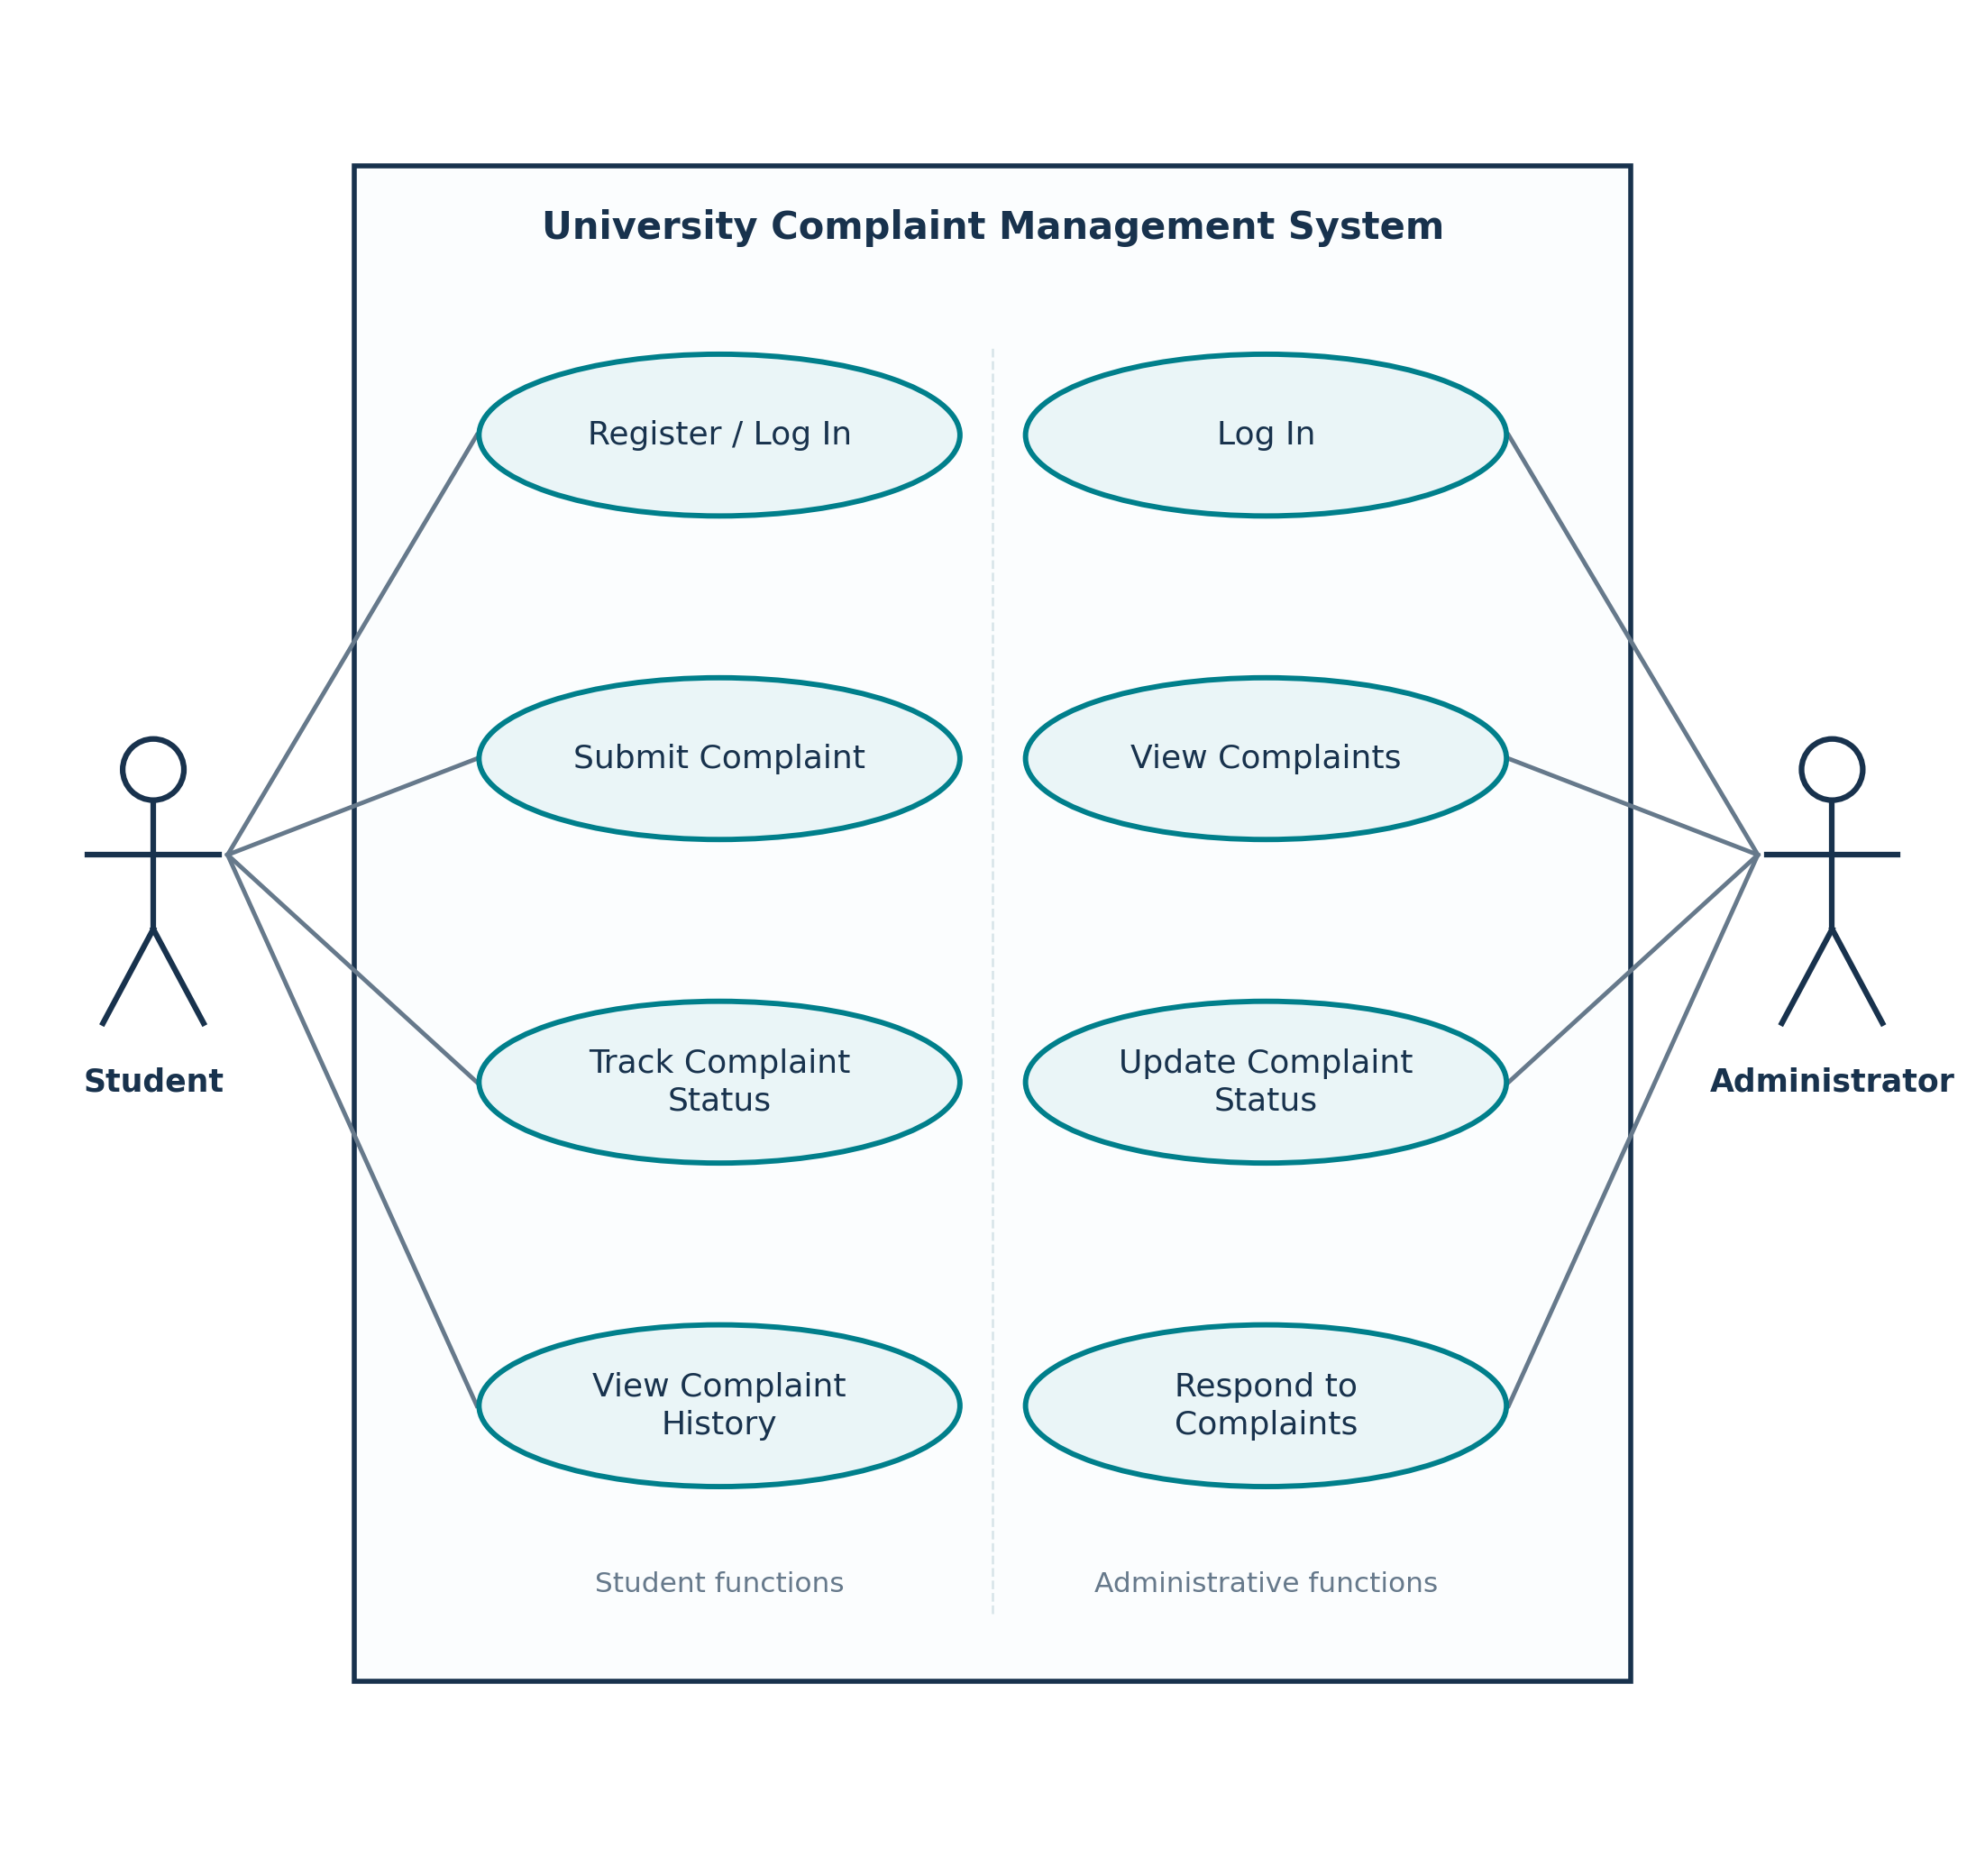 University Complaint Management System
Register / Log In
Log In
Submit Complaint
View Complaints
Track Complaint
Status
Update Complaint
Status
Student
Administrator
View Complaint
History
Respond to
Complaints
Student functions
Administrative functions